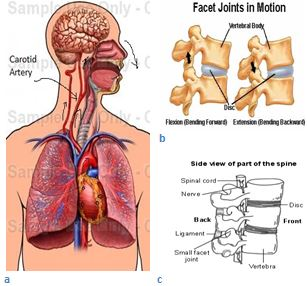 Carotid
Artery
a
Facet Joints in Motion
Vertebral Body
Disc
Flexion (Bending Forward)
Extension (Bending Backward)
b
Side view of part of the spine
Spinal cord
Nerve
Disc
Back
Front
Ligament
Small facet
joint
Vertebra
c